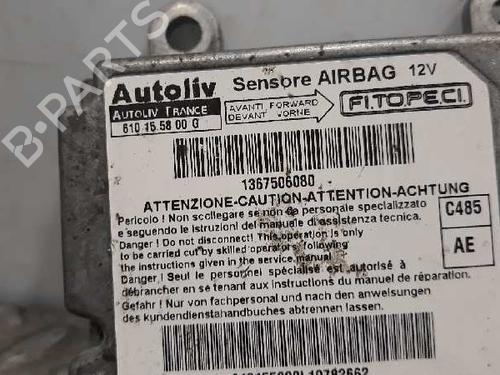 Autoliv Sensore AIRBAG 12V
AUTOLIV FRANCE
610 15 58 00 G
AVANTI FORWARD
DEVANT VORNE
FI.TO.PE.CI.
1367506080
ATTENZIONE-CAUTION-ATTENTION-ACHTUNG
Pericolo ! Non scollegare se non da personale specializzato
e seguendo le istruzioni del manuale di assistenza tecnica.
Danger ! Do not disconnect! This operation is only
to be carried out by skilled operators following
the instructions given in the service manual
Danger ! Seul le personnel spécialisé est autorisé à
débrancher en se tenant aux instructions du manuel de réparation.
Gefahr ! Nur von fachpersonal und nach den anweisungen
des kundendiensthandbuches abtrennen lassen.
C485
AE
B-PARTS